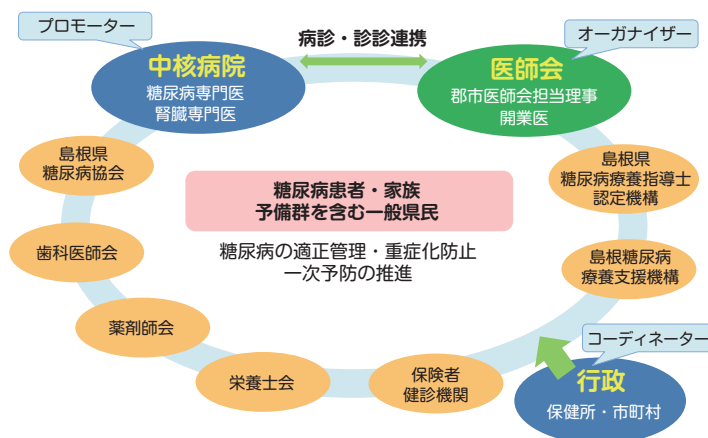 プロモーター
中核病院
糖尿病専門医
腎臓専門医
病診・診診連携
オーガナイザー
医師会
郡市医師会担当理事
開業医
島根県
糖尿病協会
島根県
糖尿病療養指導士
認定機構
糖尿病患者・家族
予備群を含む一般県民
糖尿病の適正管理・重症化防止
一次予防の推進
歯科医師会
島根糖尿病
療養支援機構
薬剤師会
栄養士会
保険者
健診機関
コーディネーター
行政
保健所・市町村